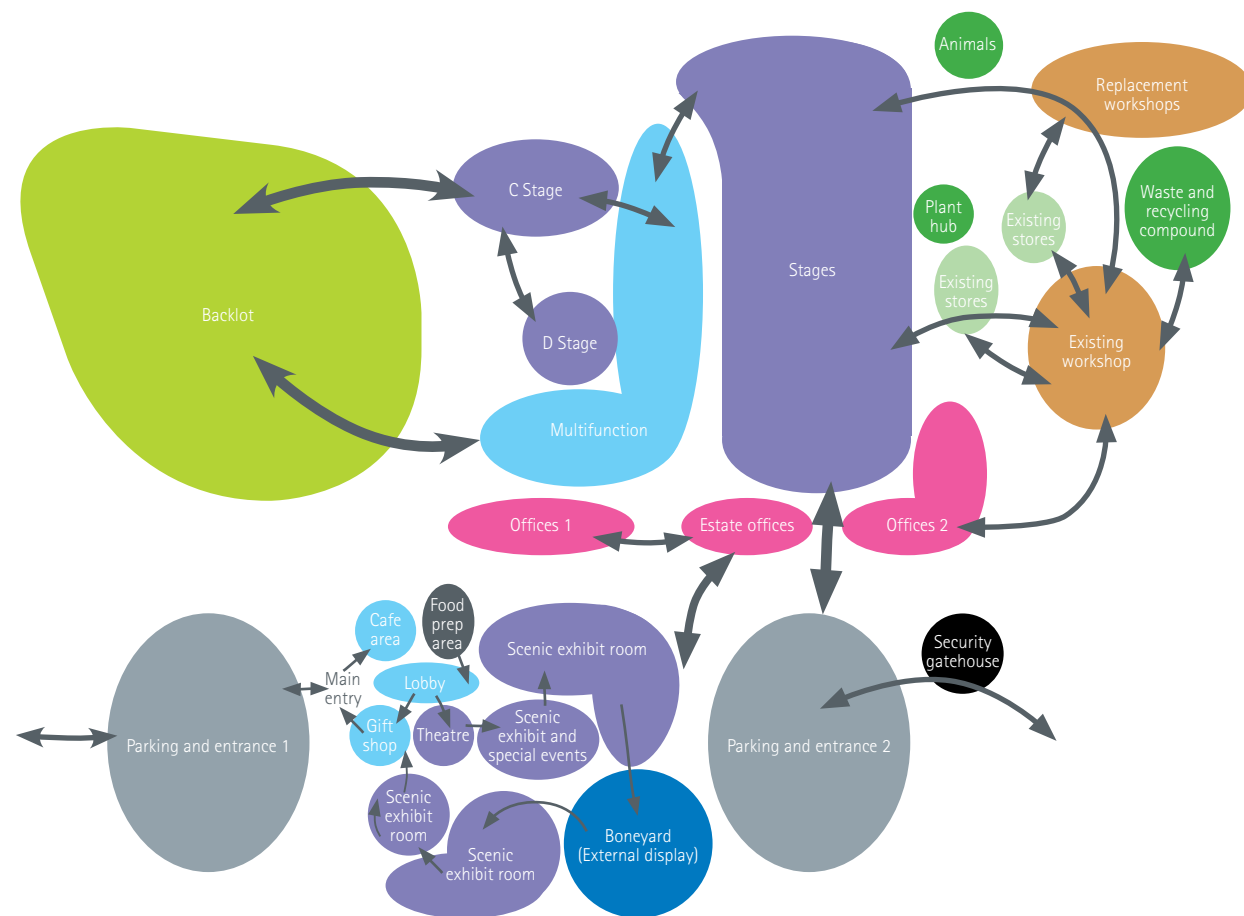 Animals
Replacement
workshops
C Stage
Plant
hub
Existing
stores
Waste and
recycling
compound
Stages
Existing
stores
Backlot
D Stage
Existing
workshop
Multifunction
Offices 1
Estate offices
Offices 2
Cafe
area
Food
prep
area
Scenic exhibit room
Security
gatehouse
Main
entry
Lobby
Parking and entrance 1
Gift
shop
Theatre
Scenic
exhibit and
special events
Parking and entrance 2
Scenic
exhibit
room
Scenic
exhibit room
Boneyard
(External display)